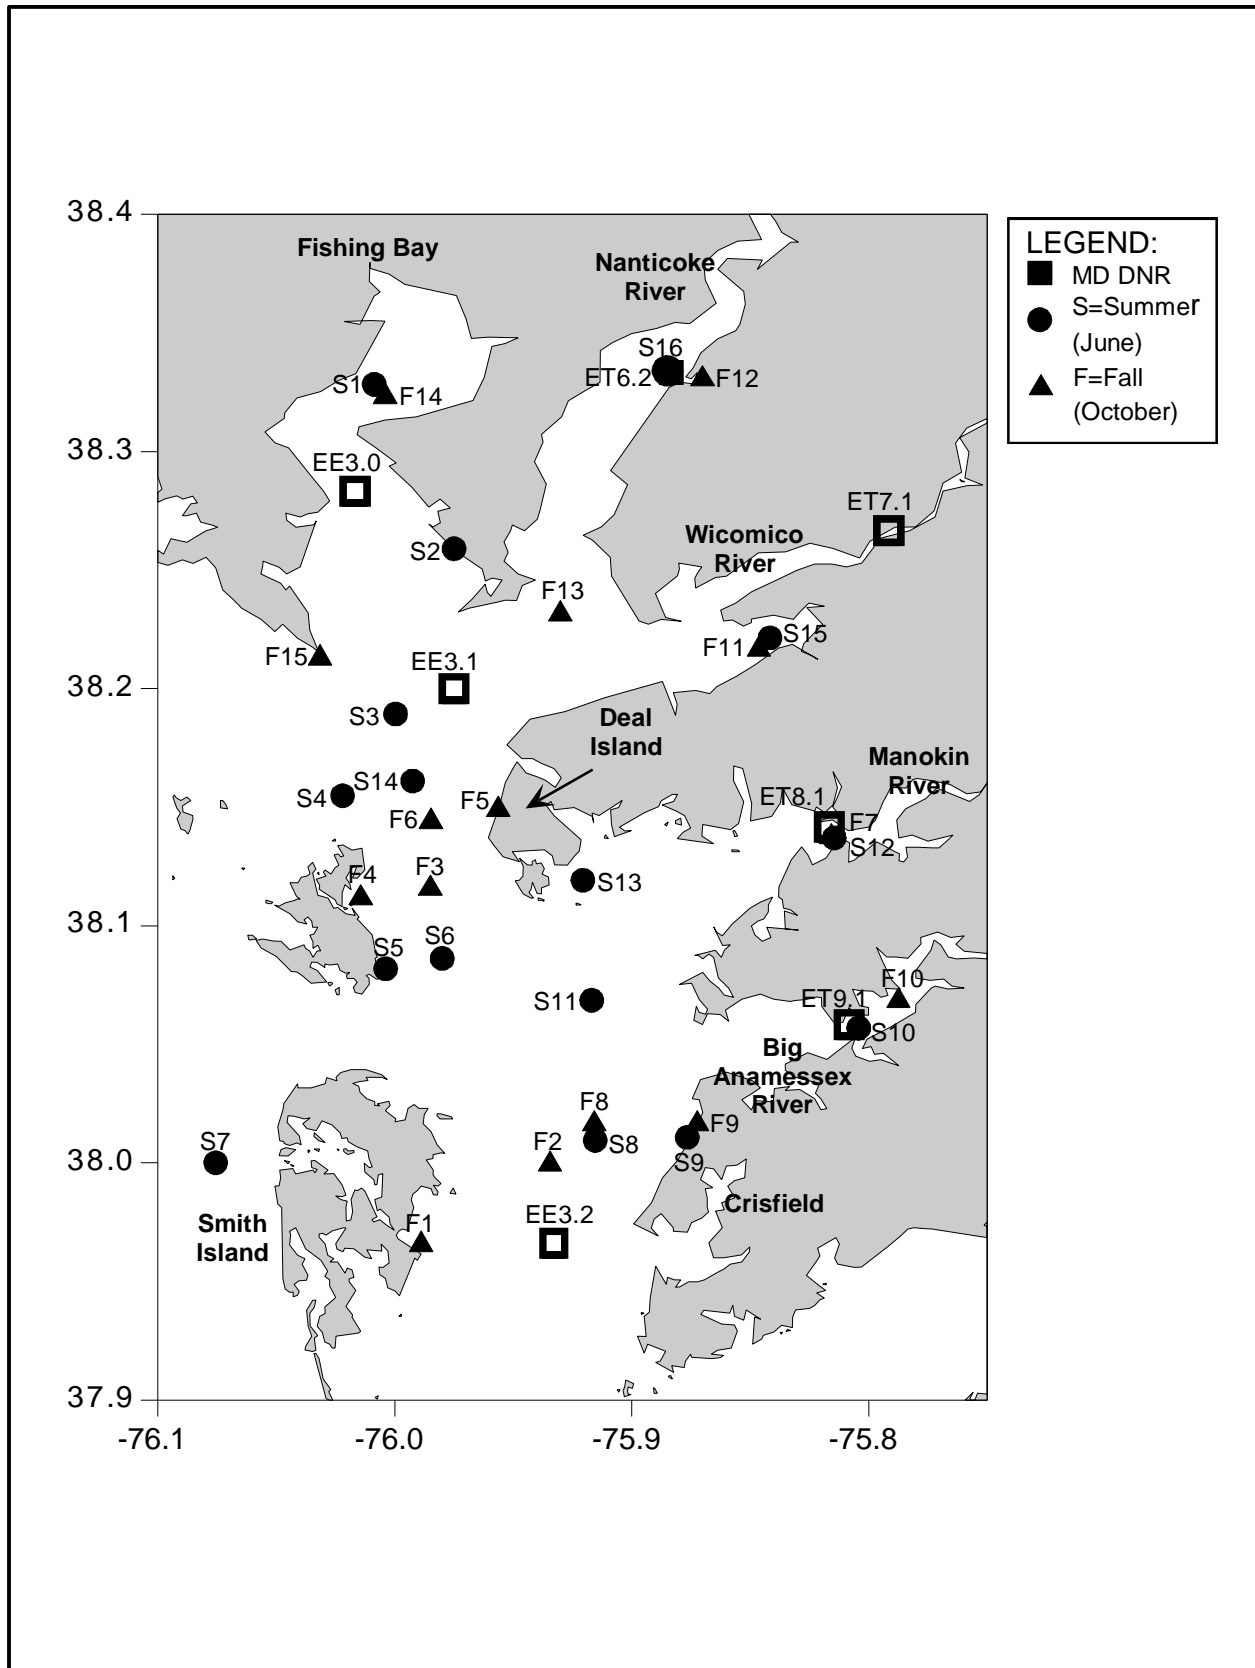 38.4
Fishing Bay
Nanticoke
River
LEGEND:
MD DNR
S=Summer
(June)
F=Fall
(October)
S16
ET6.2
F12
S1
F14
38.3
EE3.0
ET7.1
S2
Wicomico
River
F13
F11
S15
F15
EE3.1
38.2
S3
Deal
Island
Manokin
River
S14
S4
F5
F6
ET8.1
F7
S12
F4
F3
S13
38.1
S5
S6
F10
S11
ET9.1
S10
Big
Anamessex
River
F8
F9
S7
F2
S8
S9
38.0
Crisfield
Smith
Island
F1
EE3.2
37.9
-76.1
-76.0
-75.9
-75.8